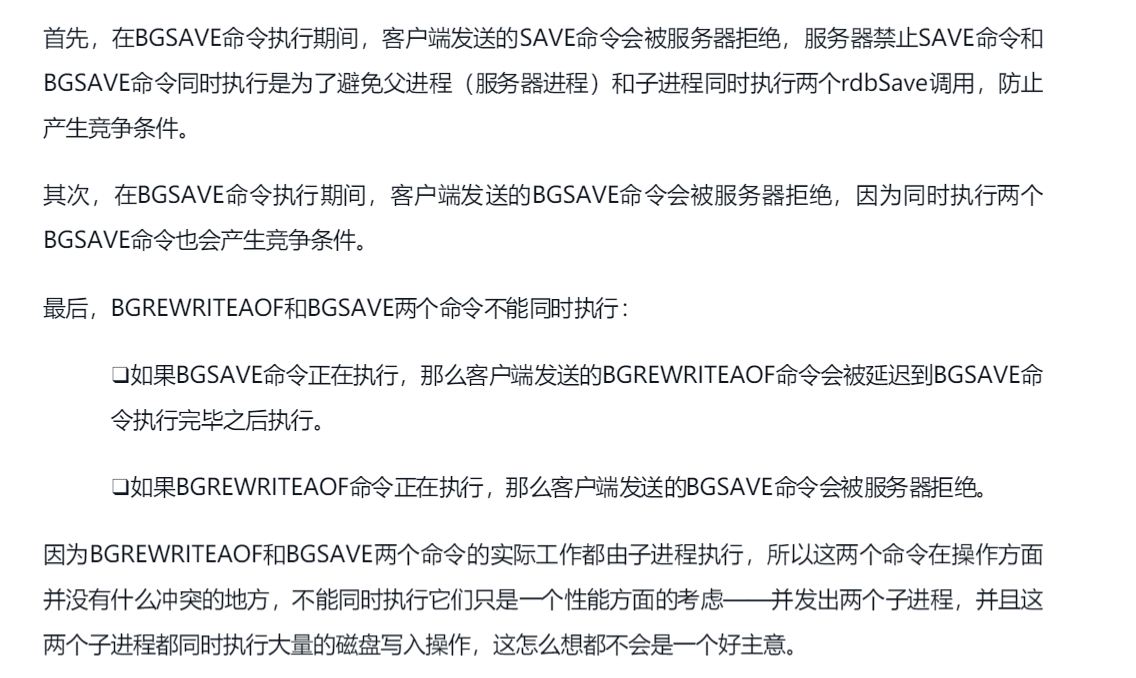 首先，在BGSAVE命令执行期间，客户端发送的SAVE命令会被服务器拒绝，服务器禁止SAVE命令和
BGSAVE命令同时执行是为了避免父进程（服务器进程）和子进程同时执行两个rdbSave调用，防止
产生竞争条件。
其次，在BGSAVE命令执行期间，客户端发送的BGSAVE命令会被服务器拒绝，因为同时执行两个
BGSAVE命令也会产生竞争条件。
最后，BGREWRITEAOF和BGSAVE两个命令不能同时执行：
❑如果BGSAVE命令正在执行，那么客户端发送的BGREWRITEAOF命令会被延迟到BGSAVE命
令执行完毕之后执行。
❑如果BGREWRITEAOF命令正在执行，那么客户端发送的BGSAVE命令会被服务器拒绝。
因为BGREWRITEAOF和BGSAVE两个命令的实际工作都由子进程执行，所以这两个命令在操作方面
并没有什么冲突的地方，不能同时执行它们只是一个性能方面的考虑——并发出两个子进程，并且这
两个子进程都同时执行大量的磁盘写入操作，这怎么想都不会是一个好主意。